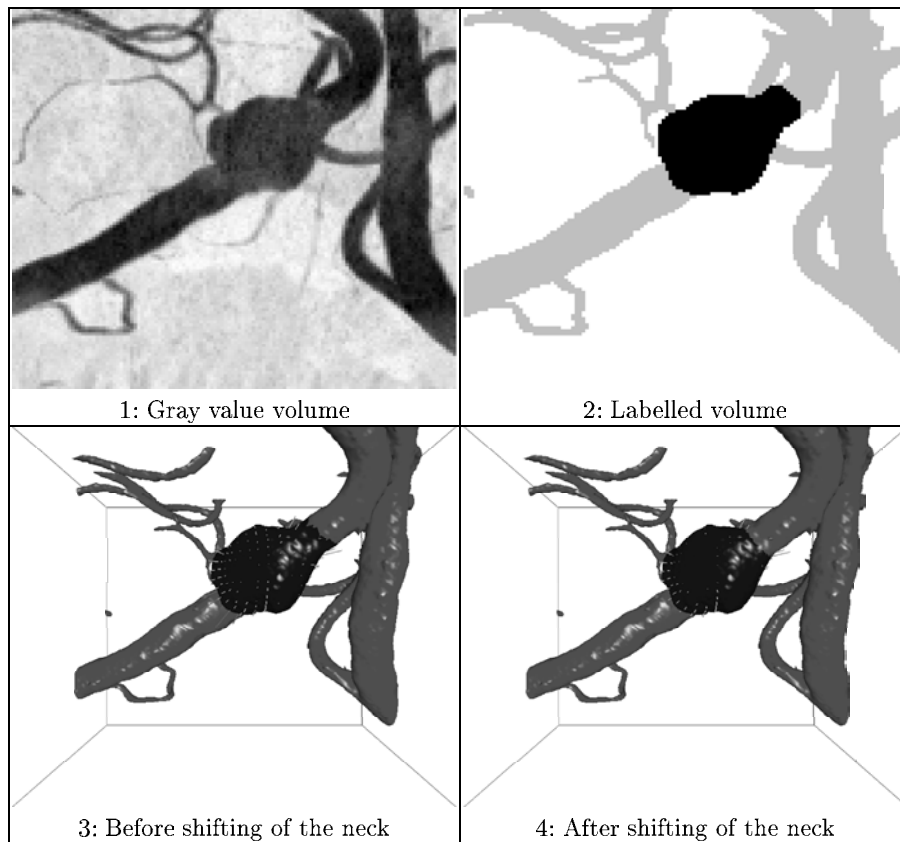 1: Gray value volume
2: Labelled volume
3: Before shifting of the neck
4: After shifting of the neck